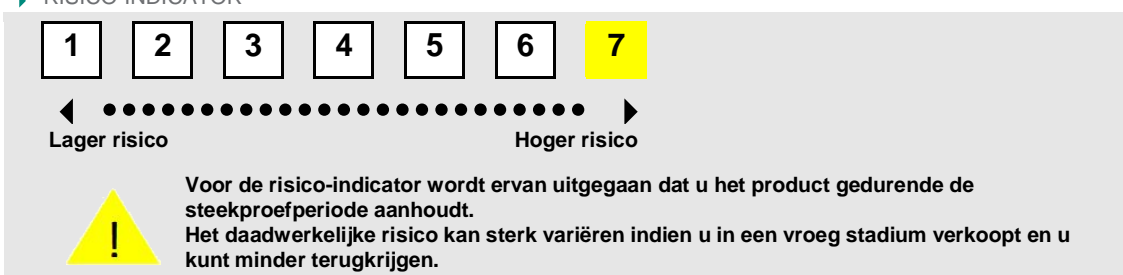 RISICO-INDICATOR
1 2 3 4 5 6 7
Lager risico Hoger risico
Voor de risico-indicator wordt ervan uitgegaan dat u het product gedurende de
steekproefperiode aanhoudt.
! Het daadwerkelijke risico kan sterk variëren indien u in een vroeg stadium verkoopt en u
kunt minder terugkrijgen.